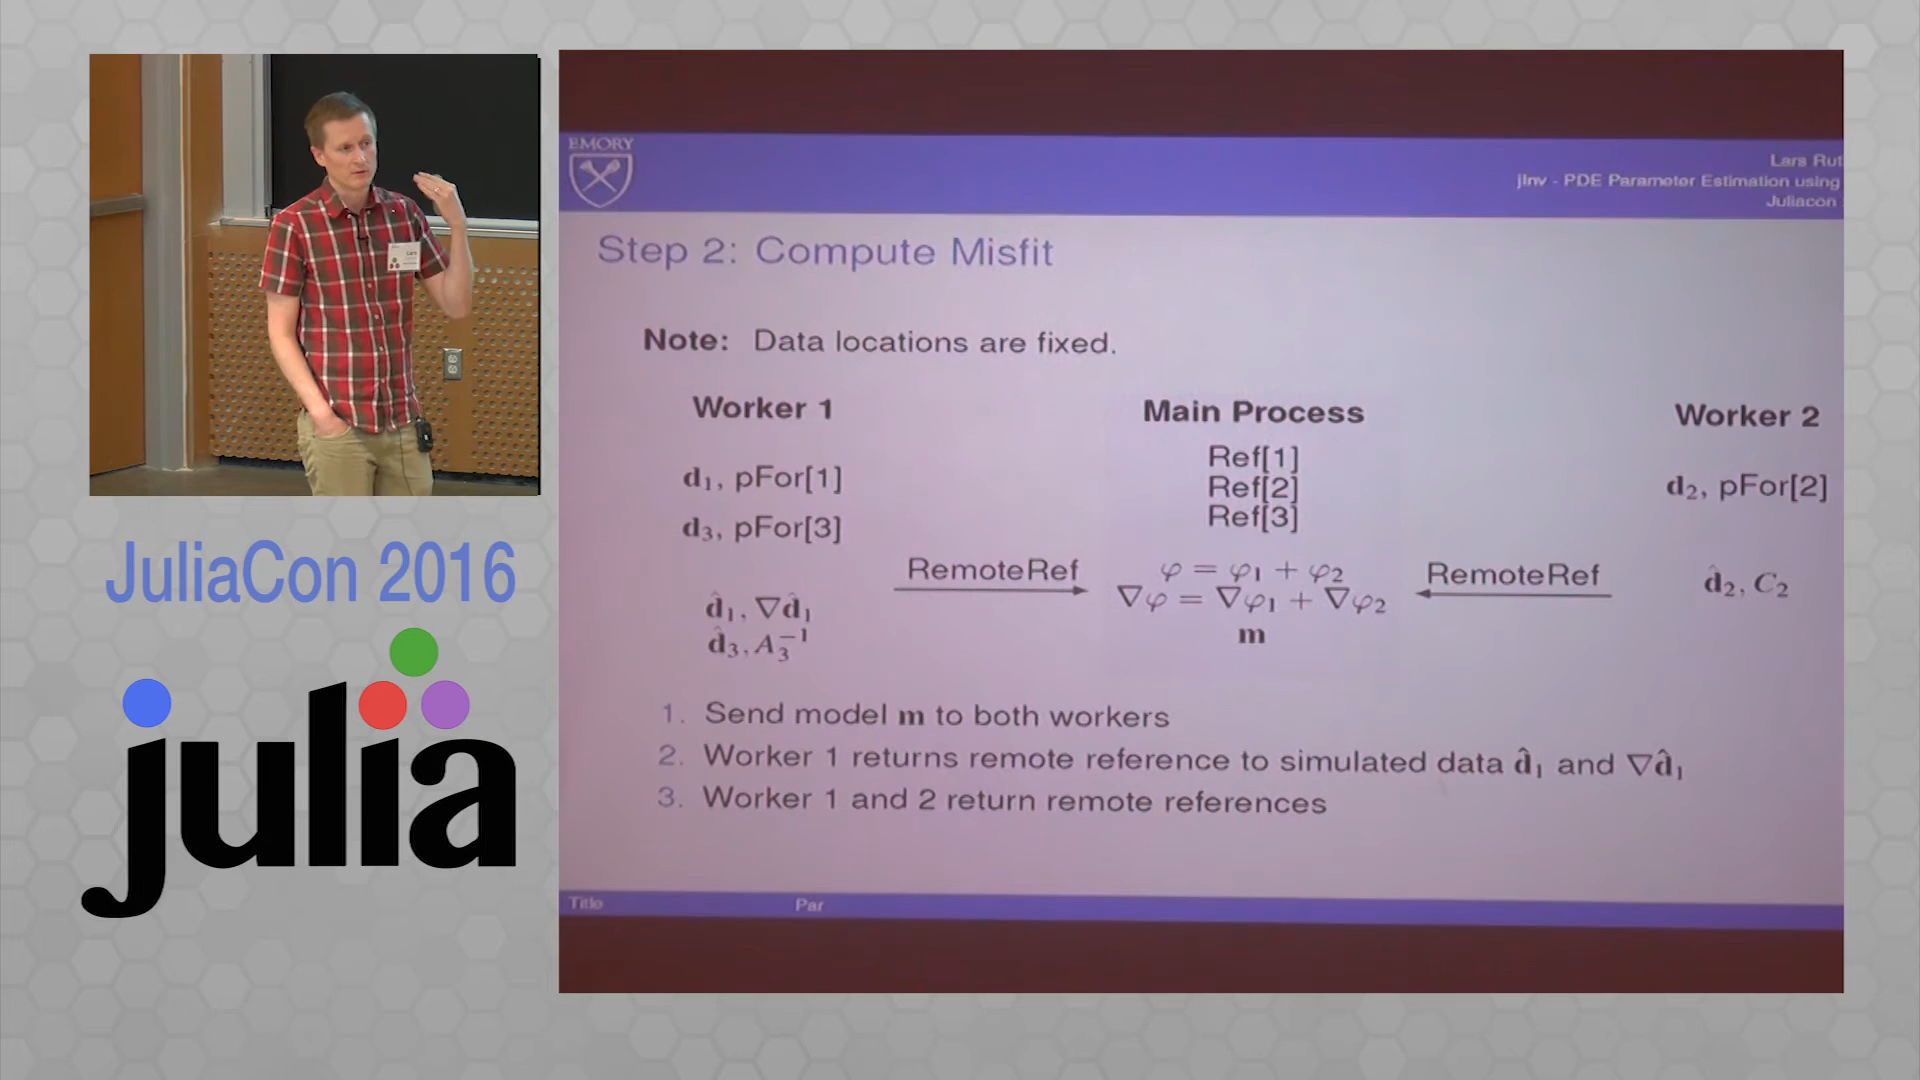 EMORY
Lars Rut
jInv - PDE Parameter Estimation using
Juliacon
Step 2: Compute Misfit
Note: Data locations are fixed.
Worker 1
Main Process
Worker 2
d₁, pFor[1]
d₃, pFor[3]
Ref[1]
Ref[2]
Ref[3]
d₂, pFor[2]
RemoteRef
φ = φ₁ + φ₂
∇φ = ∇φ₁ + ∇φ₂
m
RemoteRef
d̂₁, ∇d̂₁
d̂₃, A₃⁻¹
d̂₂, C₂
1. Send model m to both workers
2. Worker 1 returns remote reference to simulated data d̂₁ and ∇d̂₁
3. Worker 1 and 2 return remote references
Title
Par
JuliaCon 2016
julia